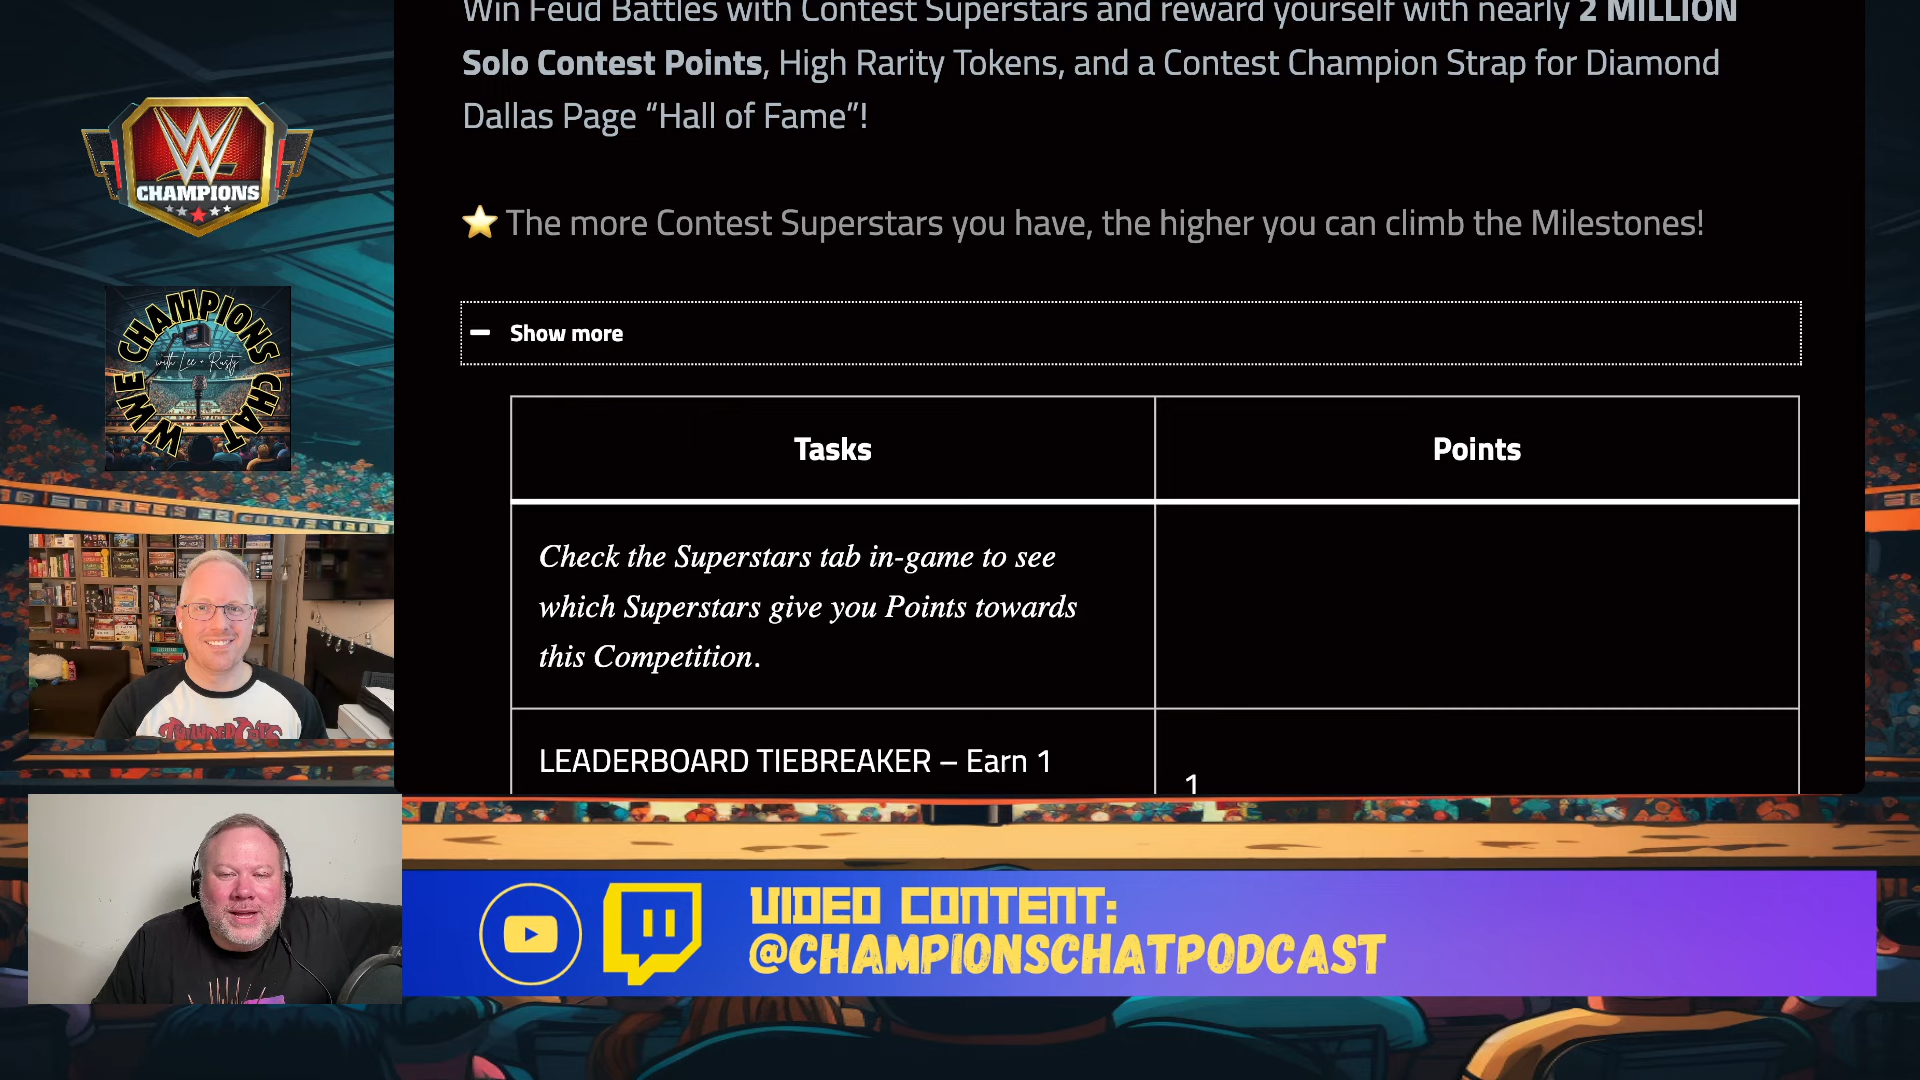 Win Feud Battles with Contest Superstars and reward yourself with nearly 2 MILLION
Solo Contest Points, High Rarity Tokens, and a Contest Champion Strap for Diamond
Dallas Page “Hall of Fame”!
The more Contest Superstars you have, the higher you can climb the Milestones!
Show more
Tasks
Points
Check the Superstars tab in-game to see
which Superstars give you Points towards
this Competition.
LEADERBOARD TIEBREAKER – Earn 1
1
W
CHAMPIONS
WWE CHAMPIONS CHAT
with Lee + Rusty
VIDEO CONTENT:
@CHAMPIONSCHATPODCAST